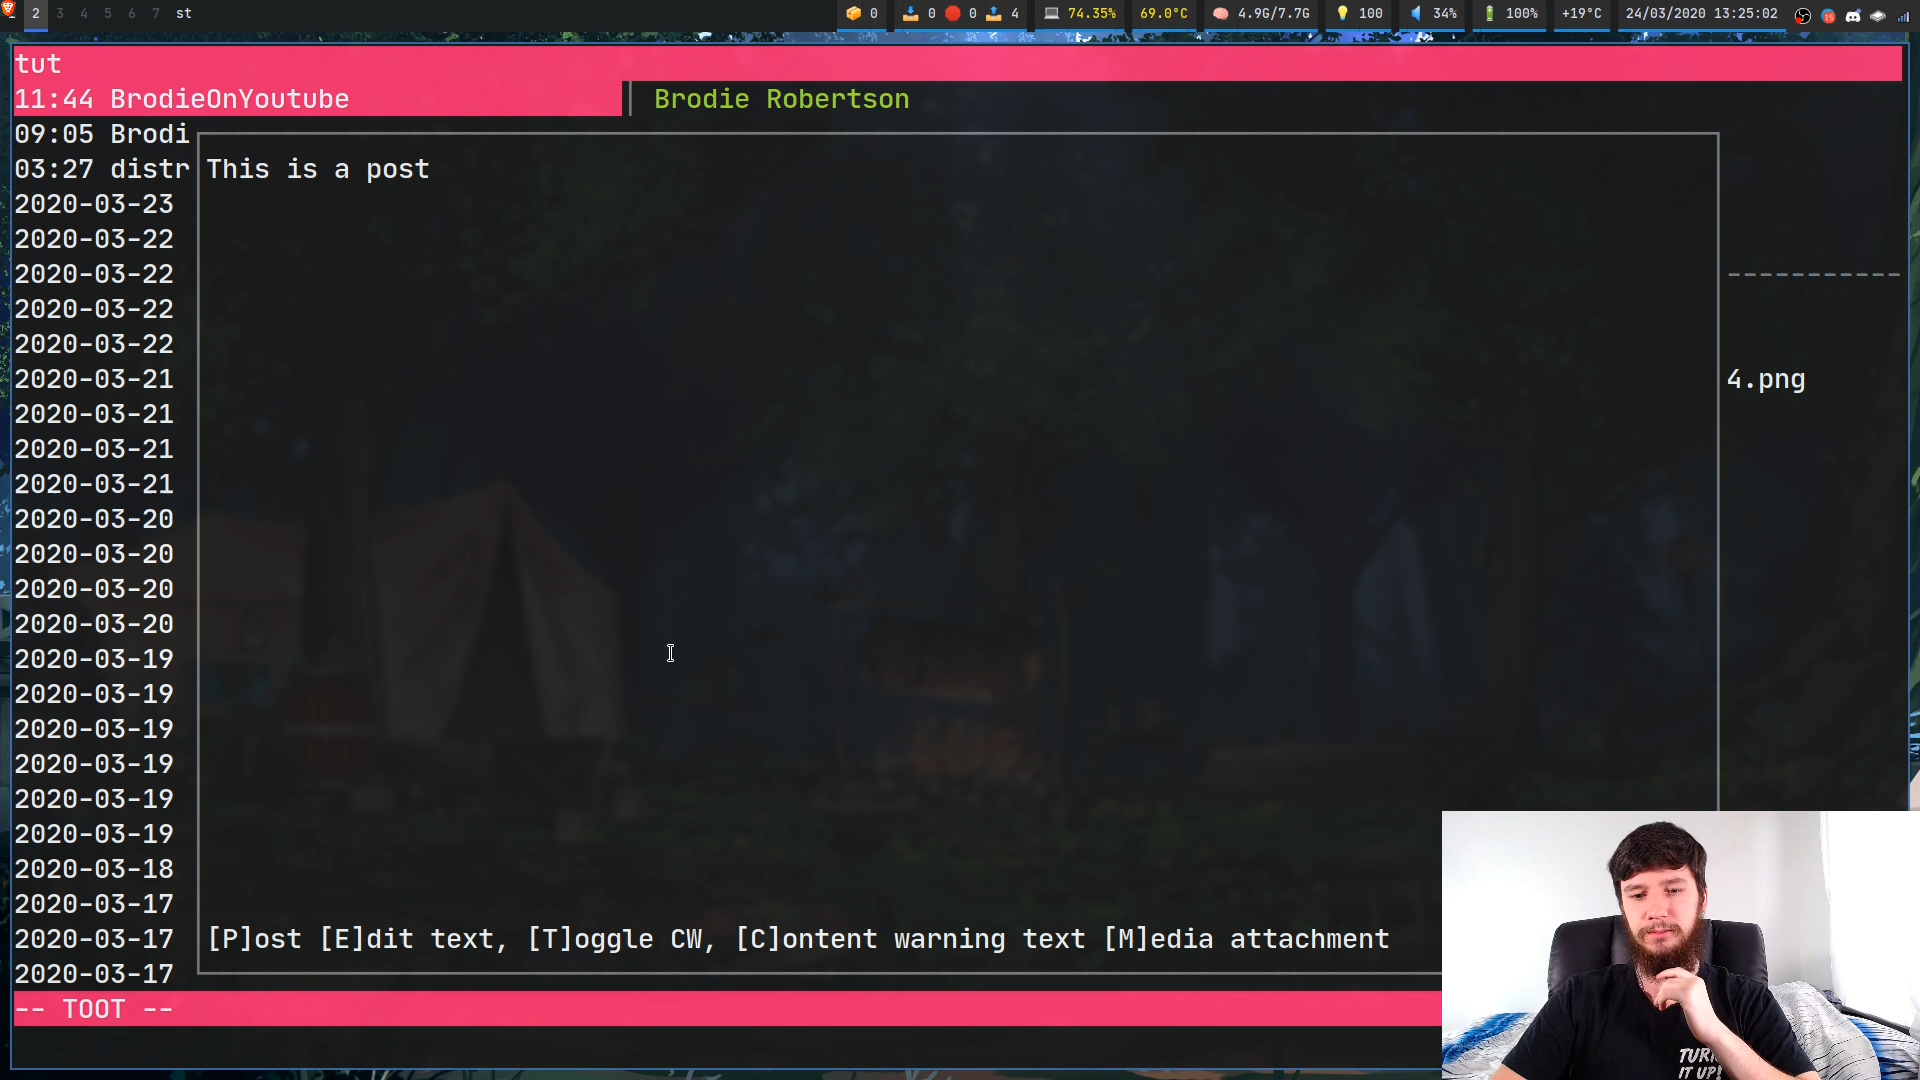 2 3 4 5 6 7 st 0 0 0 4 74.35% 69.0°C 4.9G/7.7G 100 34% 100% +19°C 24/03/2020 13:25:02 15
tut
11:44 BrodieOnYoutube Brodie Robertson
09:05 Brodi
03:27 distr This is a post
2020-03-23
2020-03-22
2020-03-22 -----------
2020-03-22
2020-03-22
2020-03-21 4.png
2020-03-21
2020-03-21
2020-03-21
2020-03-20
2020-03-20
2020-03-20
2020-03-20
2020-03-19
2020-03-19
2020-03-19
2020-03-19
2020-03-19
2020-03-19
2020-03-18
2020-03-17
2020-03-17 [P]ost [E]dit text, [T]oggle CW, [C]ontent warning text [M]edia attachment
2020-03-17
-- TOOT --
TURN
IT UP!